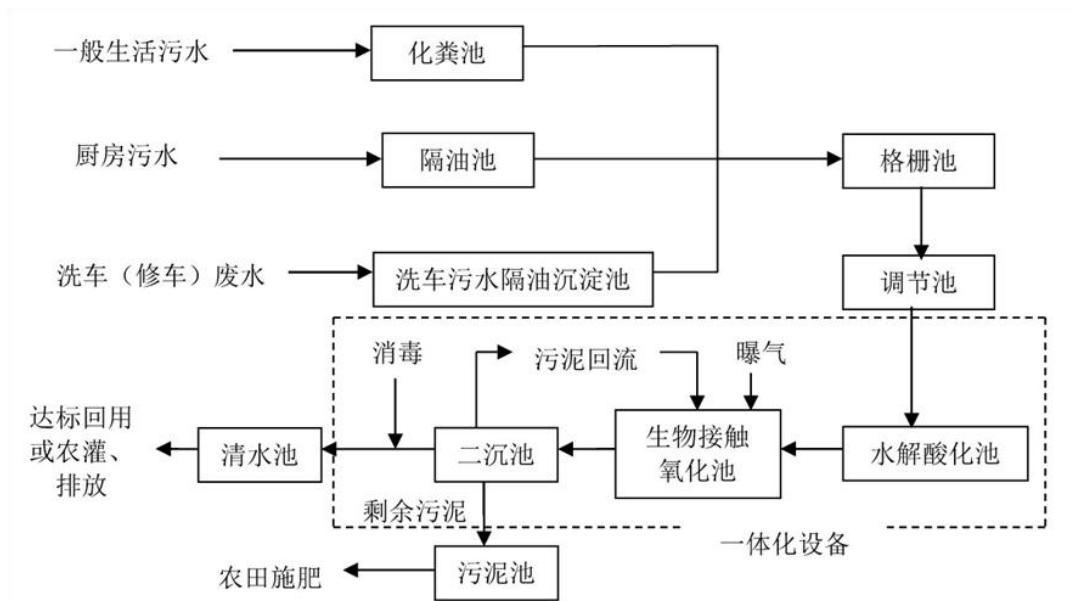 一般生活污水
化粪池
厨房污水
隔油池
格栅池
洗车（修车）废水
洗车污水隔油沉淀池
调节池
消毒
污泥回流
曝气
达标回用
或农灌、
排放
清水池
二沉池
生物接触
氧化池
水解酸化池
剩余污泥
一体化设备
农田施肥
污泥池